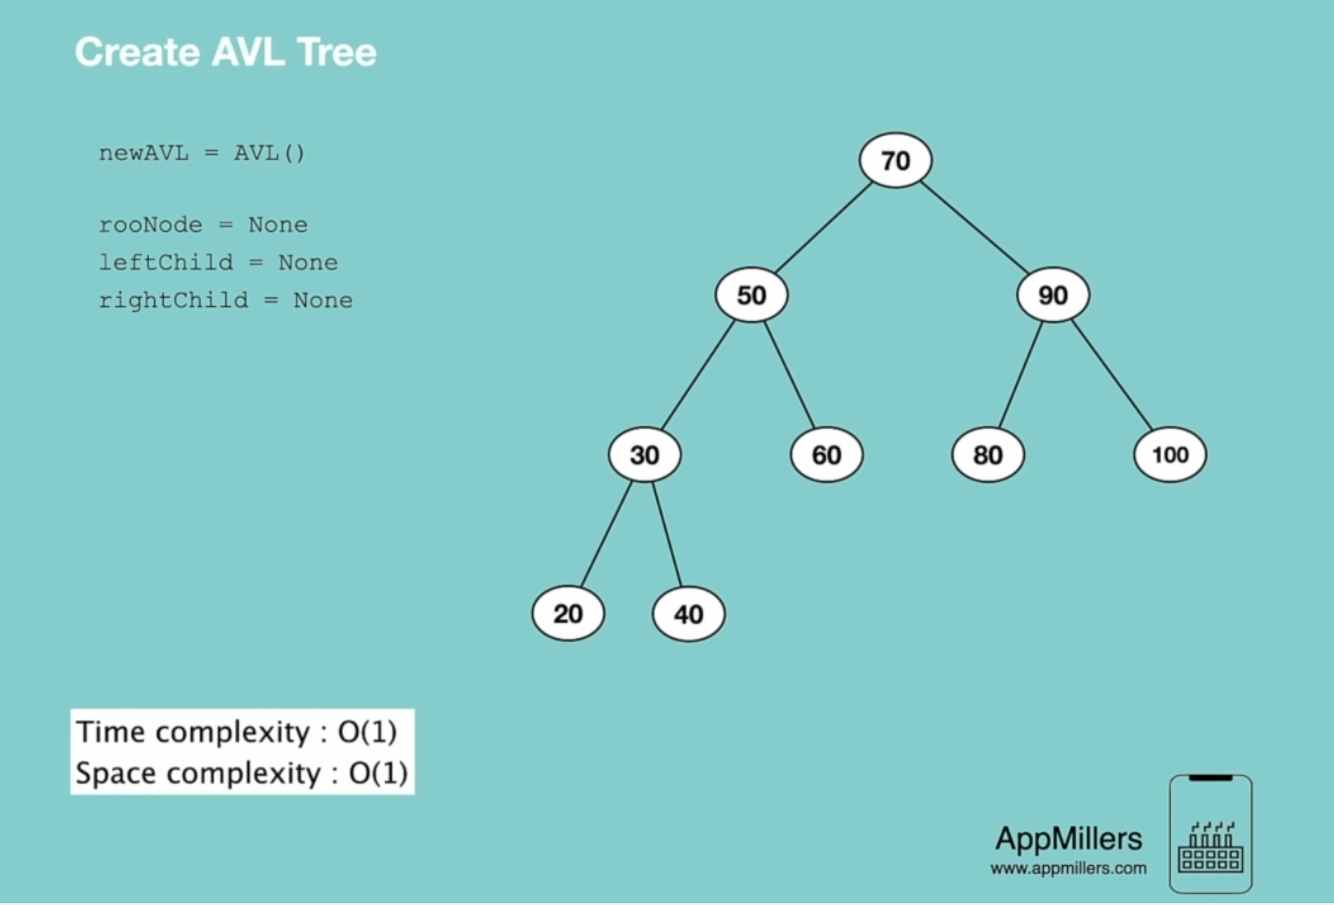 Create AVL Tree
newAVL = AVL()
rooNode = None
leftChild = None
rightChild = None
70
50
90
30
60
80
100
20
40
Time complexity : O(1)
Space complexity : O(1)
AppMillers
www.appmillers.com